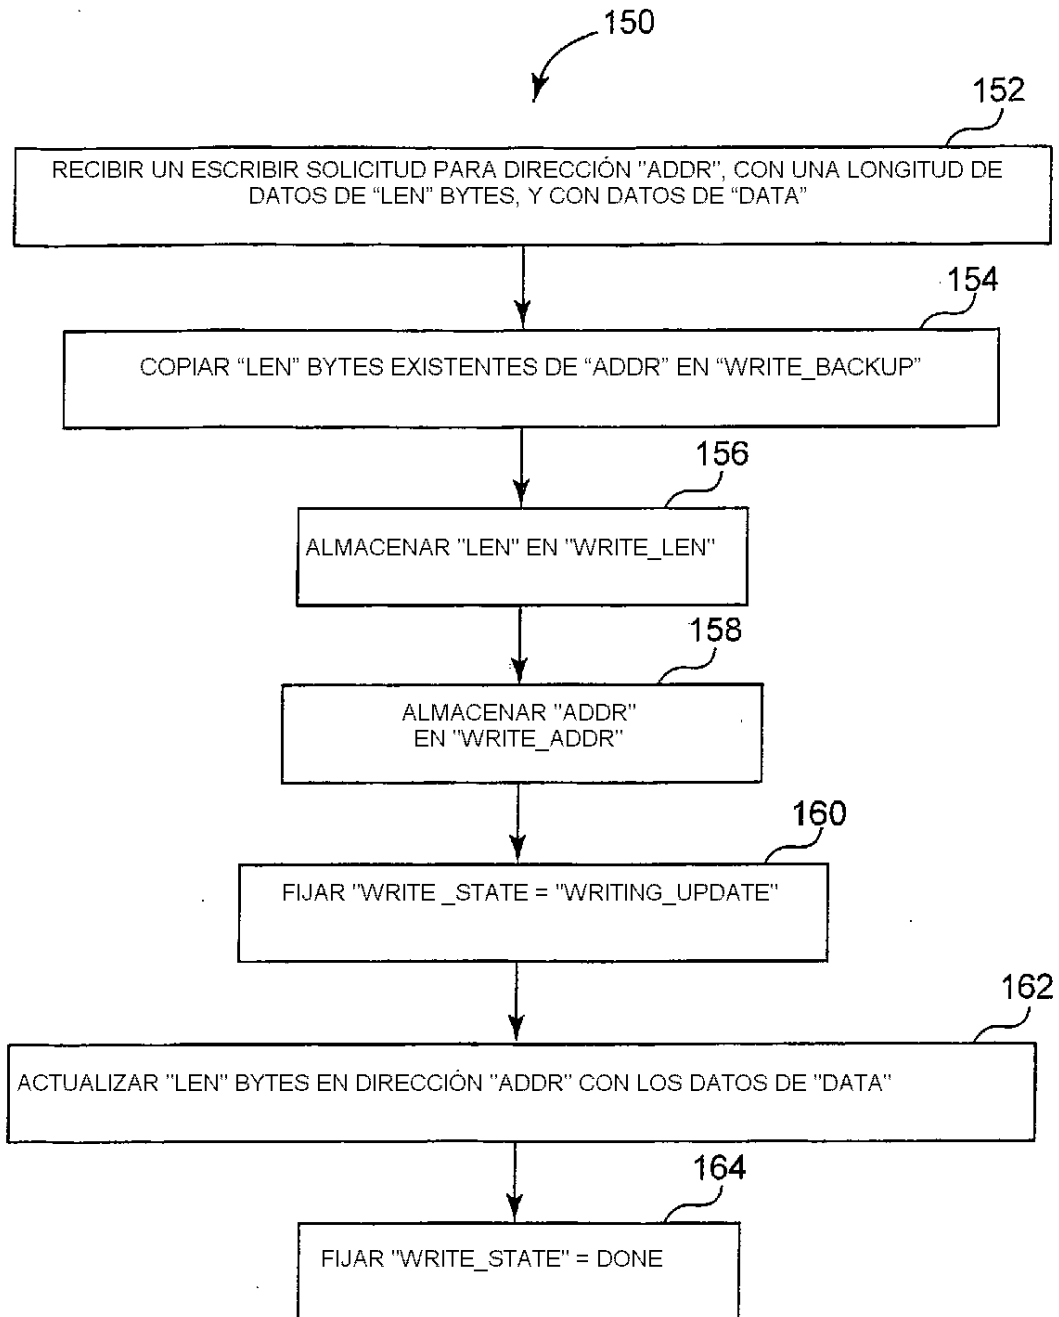 150
152
RECIBIR UN ESCRIBIR SOLICITUD PARA DIRECCIÓN "ADDR", CON UNA LONGITUD DE
DATOS DE “LEN” BYTES, Y CON DATOS DE “DATA”
154
COPIAR “LEN” BYTES EXISTENTES DE “ADDR” EN “WRITE_BACKUP”
156
ALMACENAR "LEN" EN "WRITE_LEN"
158
ALMACENAR "ADDR"
EN "WRITE_ADDR"
160
FIJAR "WRITE _STATE = "WRITING_UPDATE"
162
ACTUALIZAR "LEN" BYTES EN DIRECCIÓN "ADDR" CON LOS DATOS DE "DATA"
164
FIJAR "WRITE_STATE" = DONE